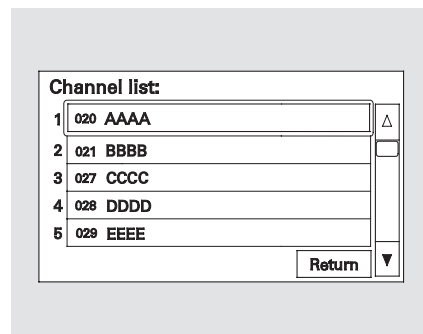 Channel list:
1 020 AAAA
2 021 BBBB
3 027 CCCC
4 028 DDDD
5 029 EEEE
Return